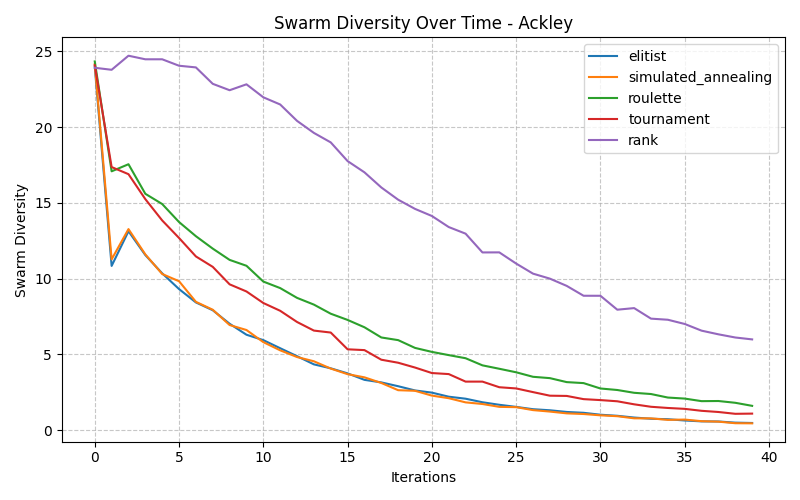 Swarm Diversity Over Time - Ackley
Swarm Diversity
25
20
15
10
5
0
elitist
simulated_annealing
roulette
tournament
rank
0 5 10 15 20 25 30 35 40
Iterations